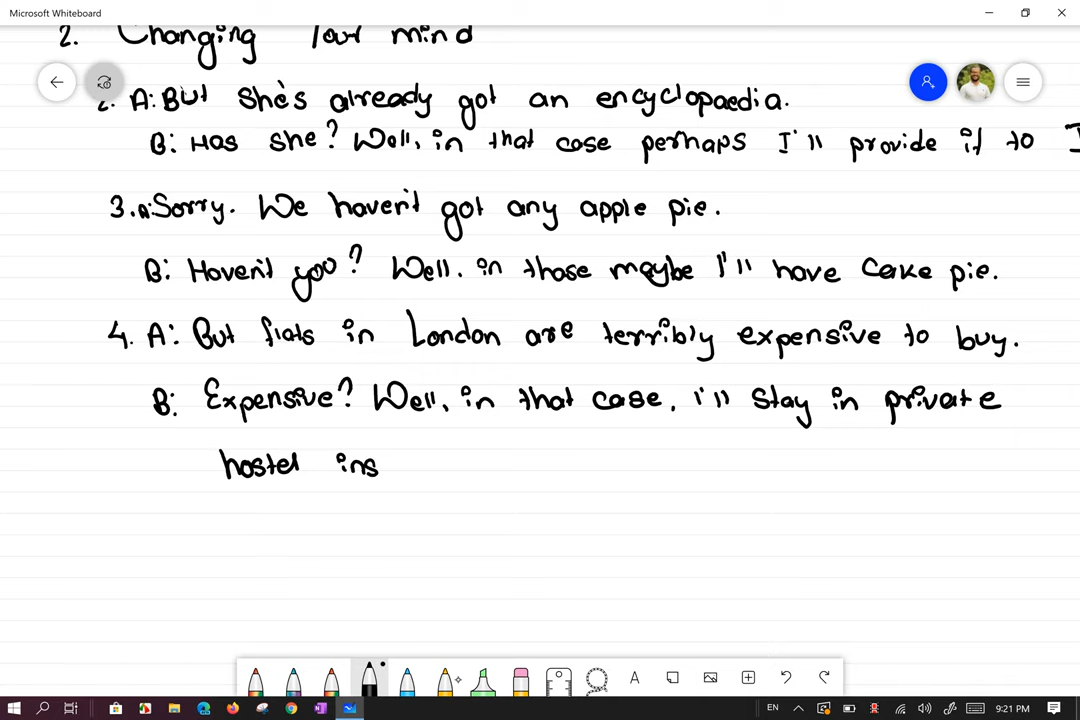 Microsoft Whiteboard
2. Changing Your mind
2. A: But she's already got an encyclopaedia.
B: Has she? Well, in that case perhaps I'll provide it to
3. A: Sorry. We haven't got any apple pie.
B: Haven't you? Well. in those maybe I'll have cake pie.
4. A: But flats in London are terribly expensive to buy.
B: Expensive? Well, in that case, i'll stay in private
hostel ins
EN 9:21 PM